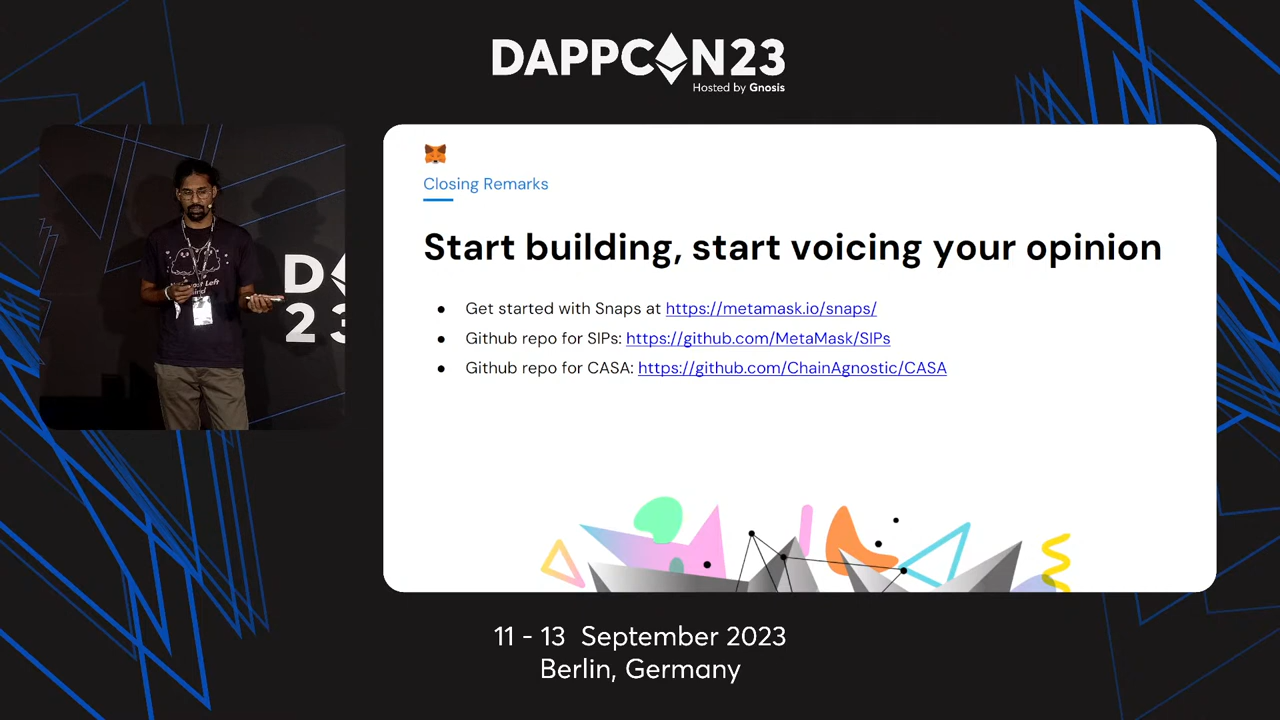 DAPPCON23
Hosted by Gnosis
Closing Remarks
Start building, start voicing your opinion
● Get started with Snaps at https://metamask.io/snaps/
● Github repo for SIPs: https://github.com/MetaMask/SIPs
● Github repo for CASA: https://github.com/ChainAgnostic/CASA
D
23
Left
11 - 13 September 2023
Berlin, Germany